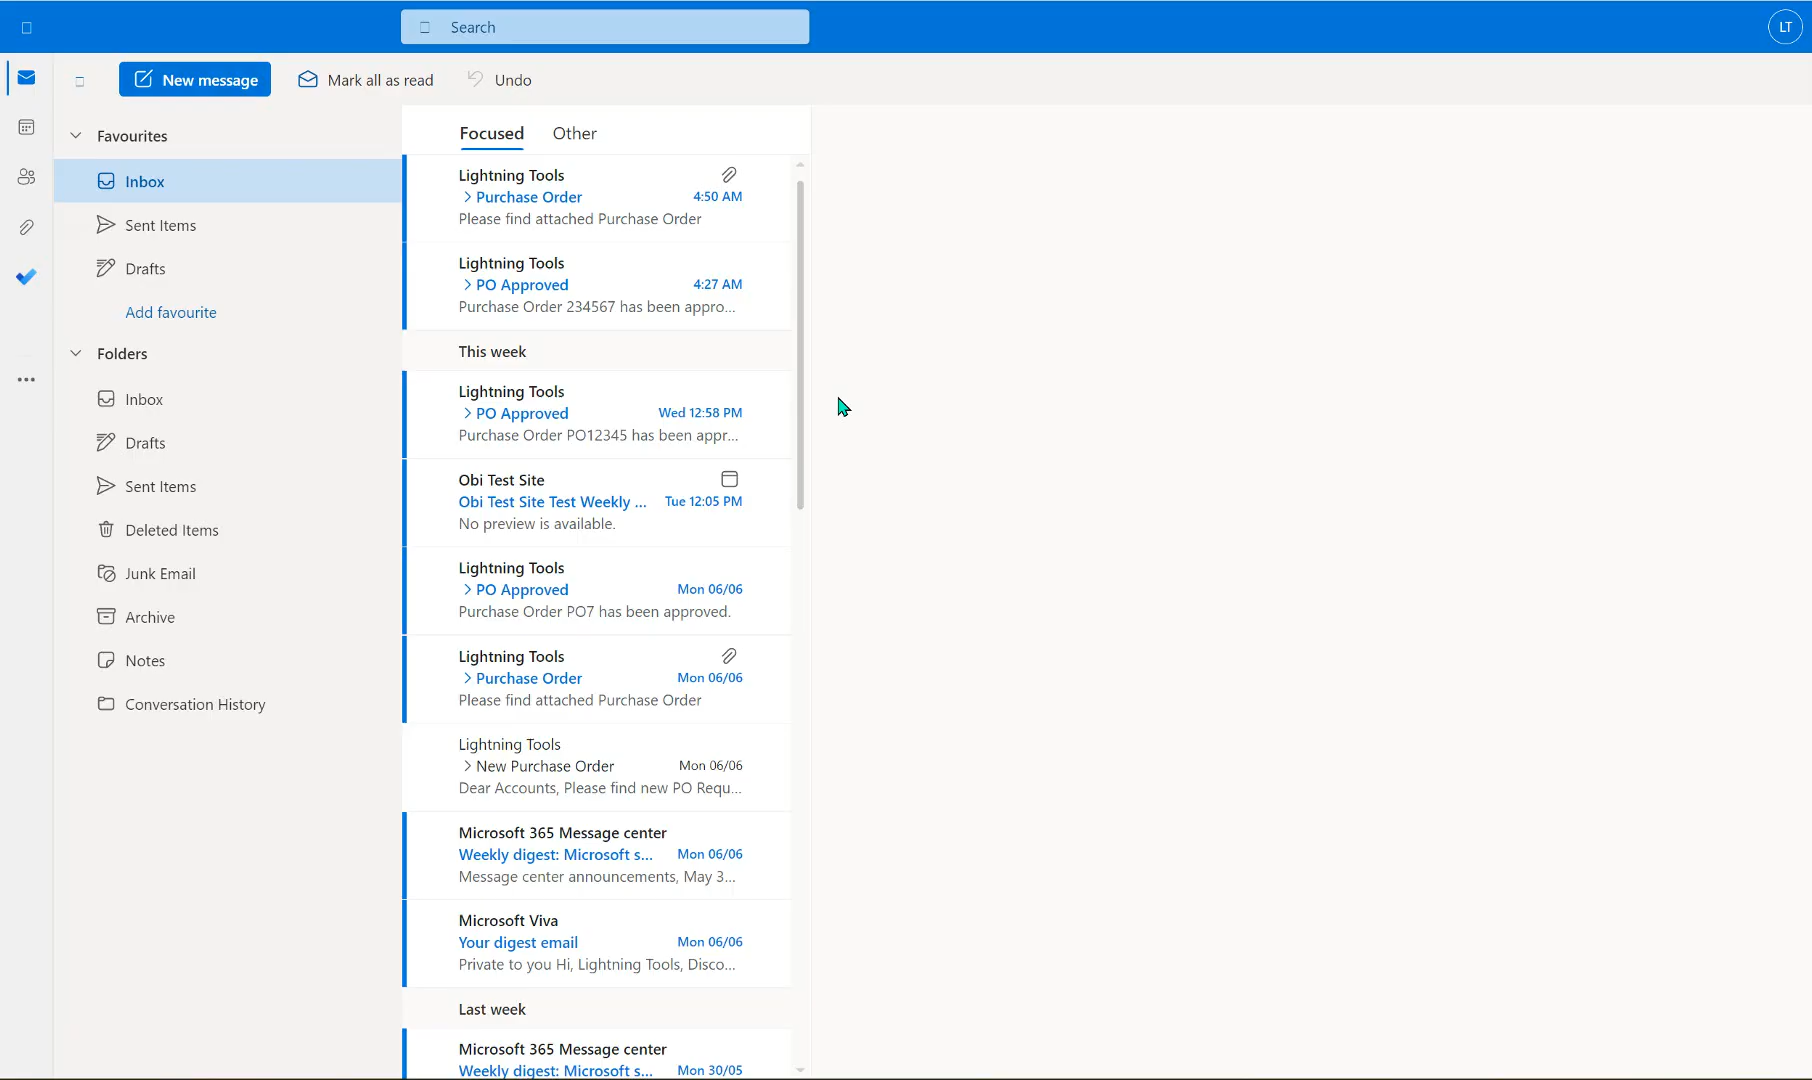 Search
LT
New message
Mark all as read
Undo
Favourites
Inbox
Sent Items
Drafts
Add favourite
Folders
Inbox
Drafts
Sent Items
Deleted Items
Junk Email
Archive
Notes
Conversation History
Focused Other
Lightning Tools
Purchase Order 4:50 AM
Please find attached Purchase Order
Lightning Tools
PO Approved 4:27 AM
Purchase Order 234567 has been appro...
This week
Lightning Tools
PO Approved Wed 12:58 PM
Purchase Order PO12345 has been appr...
Obi Test Site
Obi Test Site Test Weekly ... Tue 12:05 PM
No preview is available.
Lightning Tools
PO Approved Mon 06/06
Purchase Order PO7 has been approved.
Lightning Tools
Purchase Order Mon 06/06
Please find attached Purchase Order
Lightning Tools
New Purchase Order Mon 06/06
Dear Accounts, Please find new PO Requ...
Microsoft 365 Message center
Weekly digest: Microsoft s... Mon 06/06
Message center announcements, May 3...
Microsoft Viva
Your digest email Mon 06/06
Private to you Hi, Lightning Tools, Disco...
Last week
Microsoft 365 Message center
Weekly digest: Microsoft s... Mon 30/05